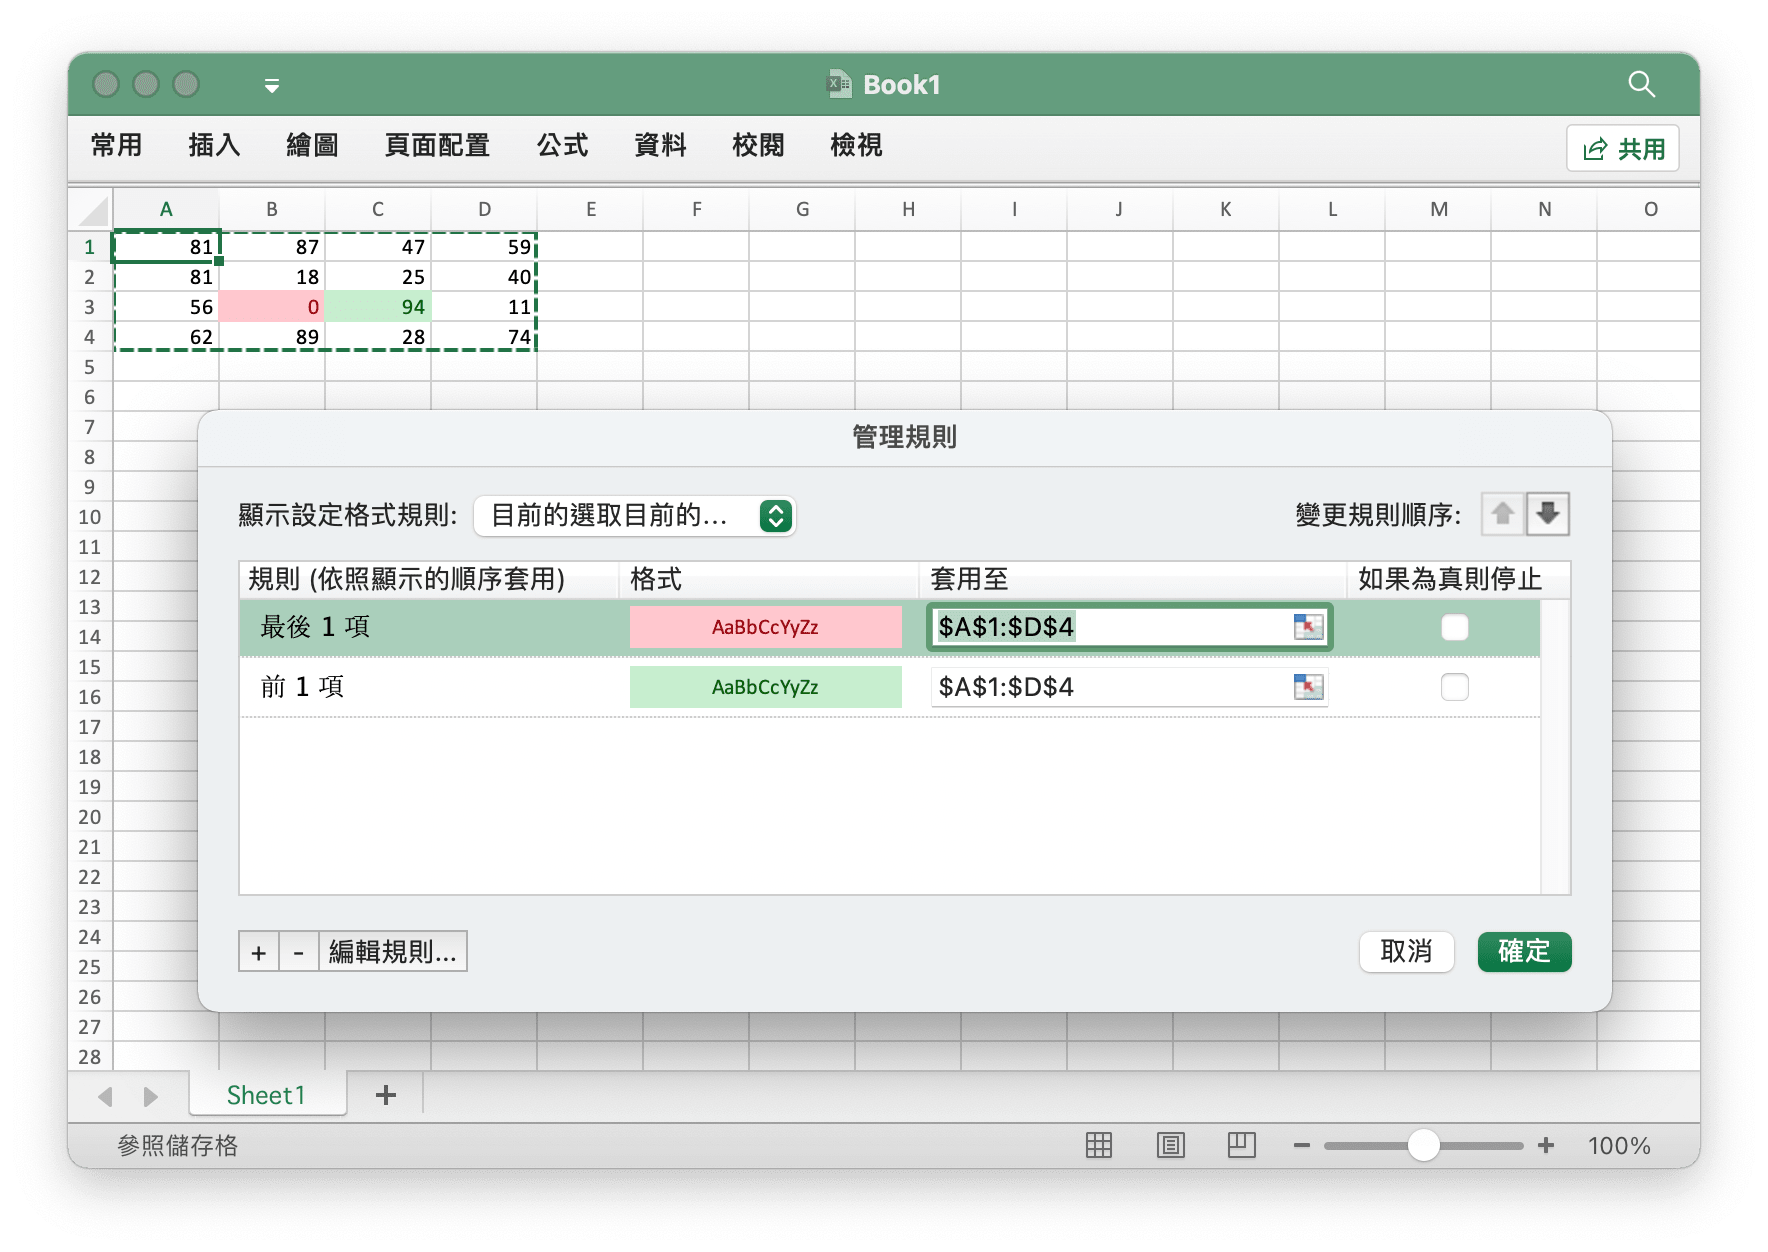 Book1
常用 插入 繪圖 頁面配置 公式 資料 校閱 檢視 共用
A B C D E F G H I J K L M N O
1 81 87 47 59
2 81 18 25 40
3 56 0 94 11
4 62 89 28 74
5
6
7
8
9
10
11
12
13
14
15
16
17
18
19
20
21
22
23
24
25
26
27
28
管理規則
顯示設定格式規則: 目前的選取目前的... 變更規則順序:
規則 (依照顯示的順序套用) 格式 套用至 如果為真則停止
最後 1 項 AaBbCcYyZz $A$1:$D$4
前 1 項 AaBbCcYyZz $A$1:$D$4
+ - 編輯規則... 取消 確定
Sheet1 +
參照儲存格 100%